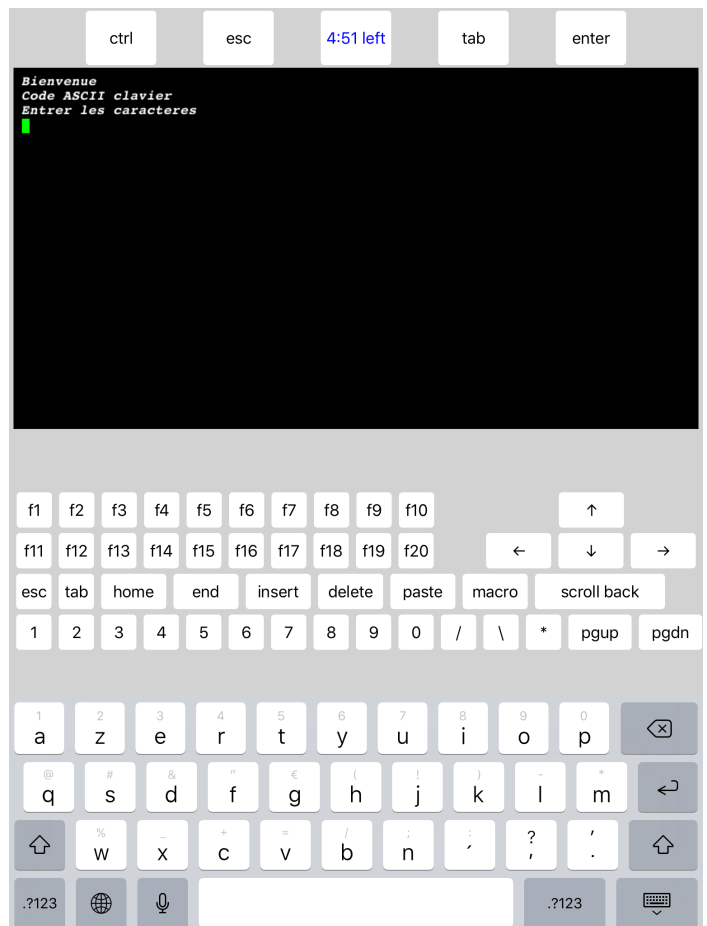 ctrl esc 4:51 left tab enter
Bienvenue
Code ASCII clavier
Entrer les caracteres
f1 f2 f3 f4 f5 f6 f7 f8 f9 f10 ↑
f11 f12 f13 f14 f15 f16 f17 f18 f19 f20 ← ↓ →
esc tab home end insert delete paste macro scroll back
1 2 3 4 5 6 7 8 9 0 / \ * pgup pgdn
1 2 3 4 5 6 7 8 9 0
a z e r t y u i o p
@ # & " € ( ! ) - *
q s d f g h j k l m
% _ + = / ; : ? '
w x c v b n ´ , .
.?123 .?123